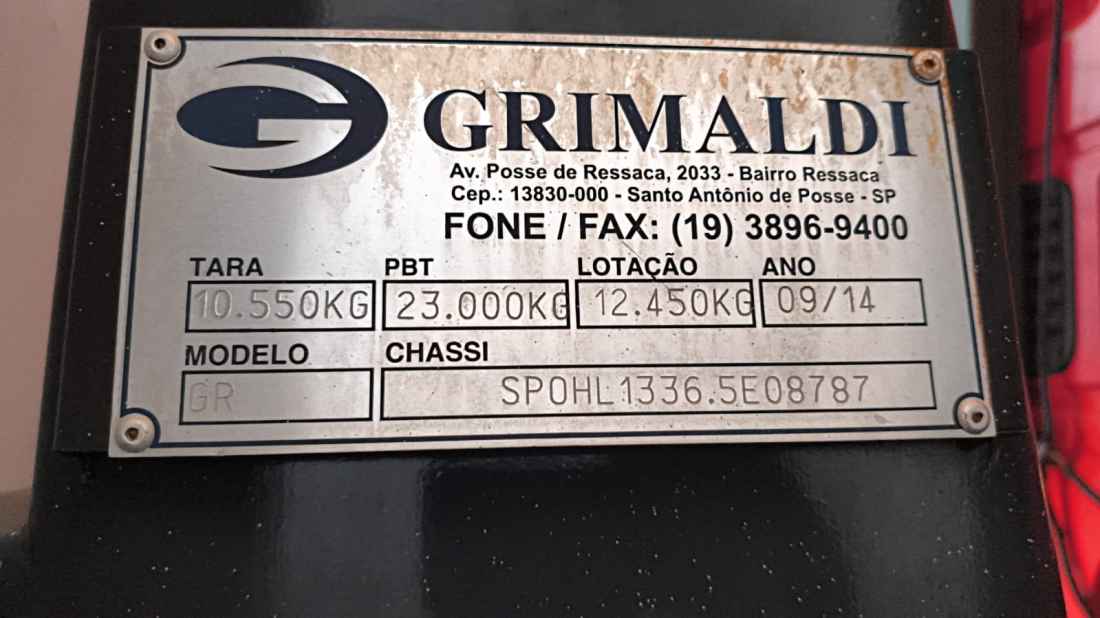 GRIMALDI
Av. Posse de Ressaca, 2033 - Bairro Ressaca
Cep.: 13830-000 - Santo Antônio de Posse - SP
FONE / FAX: (19) 3896-9400
TARA PBT LOTAÇÃO ANO
10.550KG 23.000KG 12.450KG 09/14
MODELO CHASSI
GR SPOHL1336.5E08787